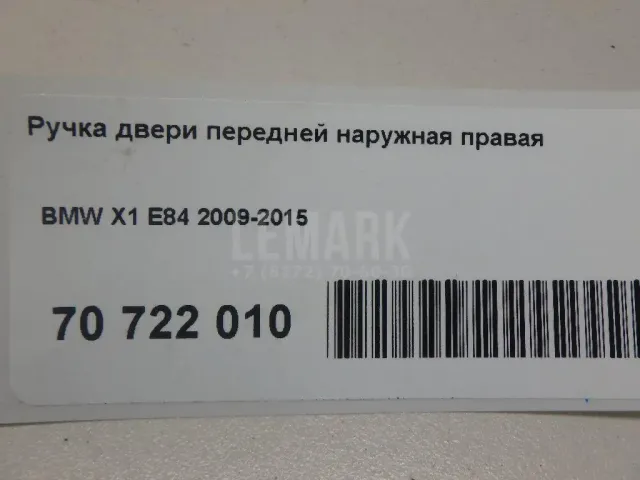 Ручка двери передней наружная правая
BMW X1 E84 2009-2015
LEMARK
70 722 010